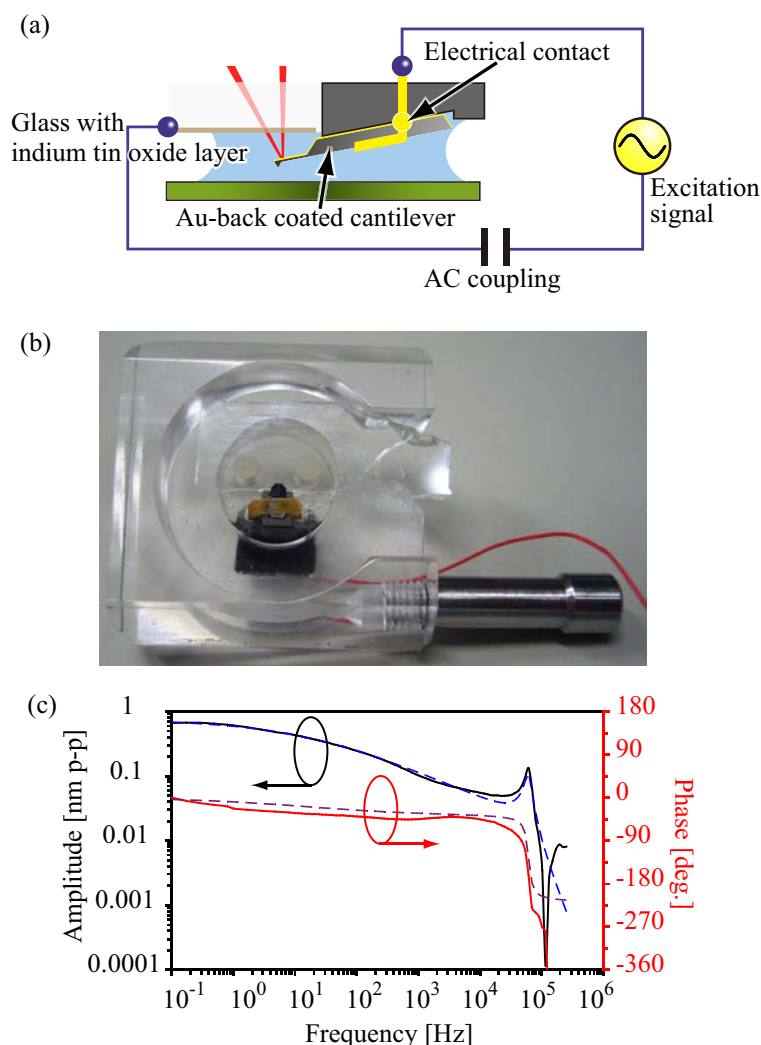 (a)
Electrical contact
Glass with
indium tin oxide layer
Excitation
signal
Au-back coated cantilever
AC coupling
(b)
(c)
1
0.1
0.01
0.001
0.0001
Amplitude [nm p-p]
180
90
0
-90
-180
-270
-360
Phase [deg.]
10^-1 10^0 10^1 10^2 10^3 10^4 10^5 10^6
Frequency [Hz]